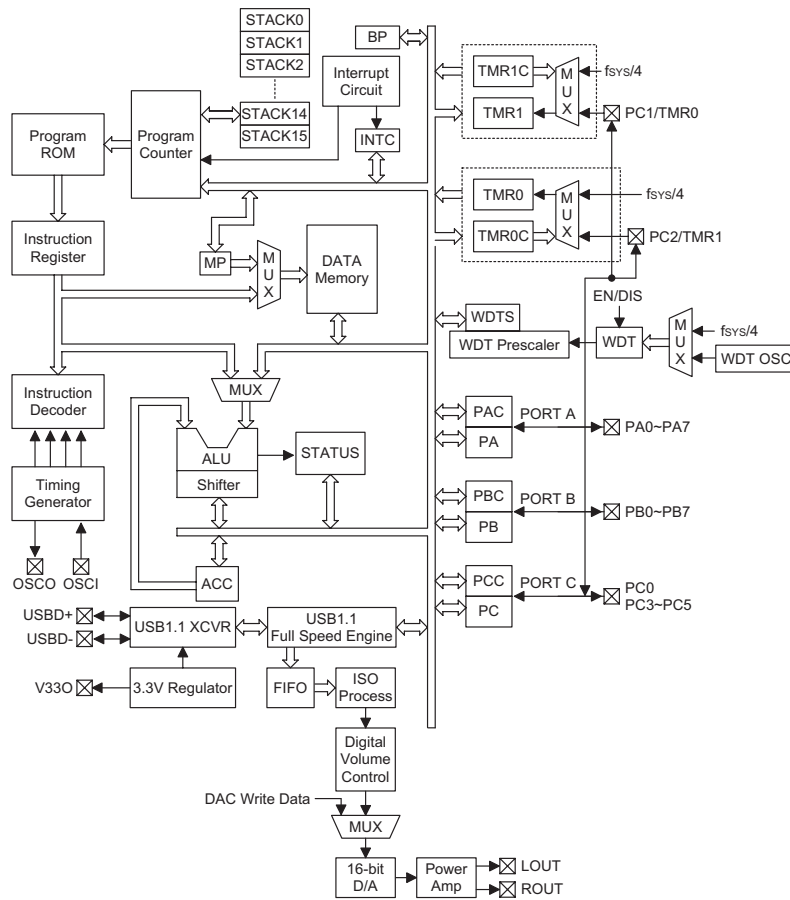 STACK0
STACK1
STACK2
STACK14
STACK15
BP
Interrupt
Circuit
INTC
Program
ROM
Program
Counter
TMR1C
TMR1
M
U
X
fSYS/4
PC1/TMR0
TMR0
TMR0C
M
U
X
fSYS/4
PC2/TMR1
Instruction
Register
MP
M
U
X
DATA
Memory
EN/DIS
WDTS
WDT Prescaler
WDT
M
U
X
fSYS/4
WDT OSC
MUX
Instruction
Decoder
ALU
Shifter
STATUS
PAC
PA
PORT A
PA0~PA7
Timing
Generator
OSCO
OSCI
PBC
PB
PORT B
PB0~PB7
ACC
PCC
PC
PORT C
PC0
PC3~PC5
USBD+
USBD-
USB1.1 XCVR
USB1.1
Full Speed Engine
V33O
3.3V Regulator
FIFO
ISO
Process
Digital
Volume
Control
DAC Write Data
MUX
16-bit
D/A
Power
Amp
LOUT
ROUT